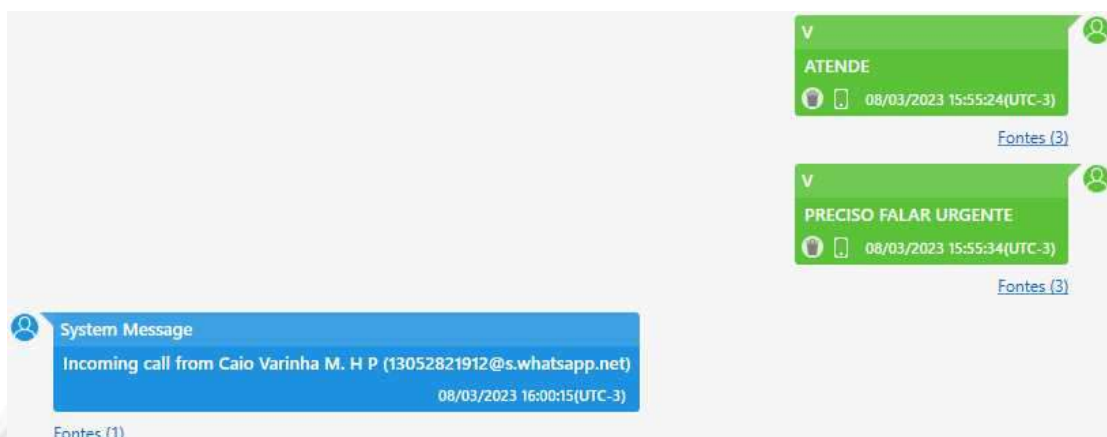 V
ATENDE
08/03/2023 15:55:24(UTC-3)
Fontes (3)
V
PRECISO FALAR URGENTE
08/03/2023 15:55:34(UTC-3)
Fontes (3)
System Message
Incoming call from Caio Varinha M. H P (13052821912@s.whatsapp.net)
08/03/2023 16:00:15(UTC-3)
Fontes (1)